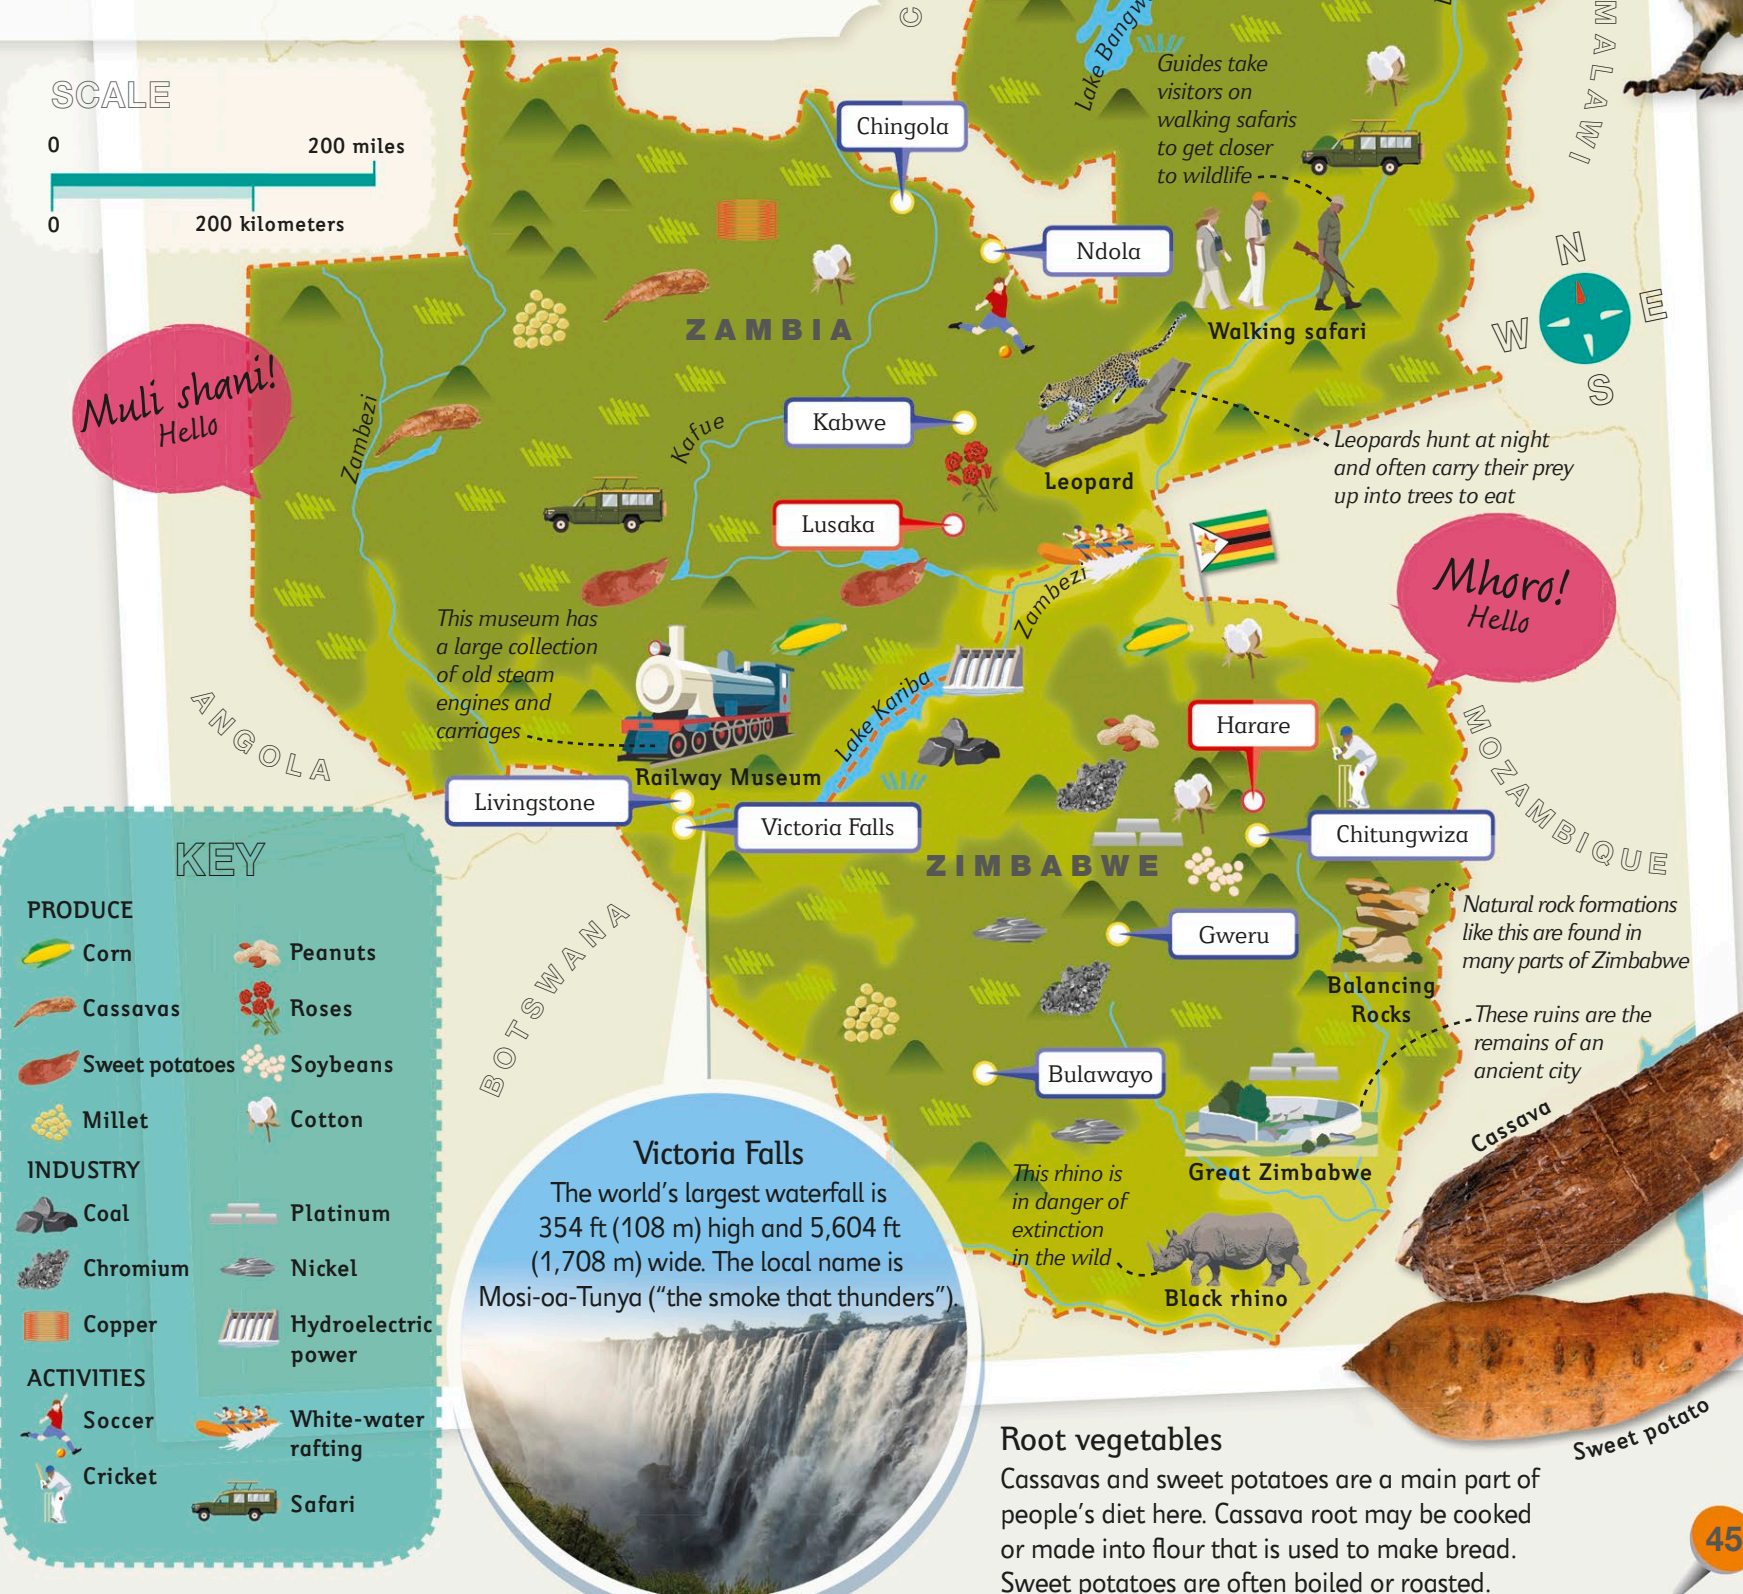 SCALE
0
200 miles
0
200 kilometers
C
Lake Bangw
MALAWI
Guides take
visitors on
walking safaris
to get closer
to wildlife
Chingola
Ndola
N
E
W
S
ZAMBIA
Walking safari
Muli shani!
Hello
Zambezi
Kafue
Kabwe
Leopard
Leopards hunt at night
and often carry their prey
up into trees to eat
Lusaka
Zambezi
Mhoro!
Hello
This museum has
a large collection
of old steam
engines and
carriages
Lake Kariba
ANGOLA
Railway Museum
Harare
MOZAMBIQUE
Livingstone
Victoria Falls
Chitungwiza
ZIMBABWE
BOTSWANA
Gweru
Natural rock formations
like this are found in
many parts of Zimbabwe
Balancing
Rocks
These ruins are the
remains of an
ancient city
Bulawayo
Great Zimbabwe
This rhino is
in danger of
extinction
in the wild
Black rhino
Cassava
Sweet potato
KEY
PRODUCE
Corn
Peanuts
Cassavas
Roses
Sweet potatoes
Soybeans
Millet
Cotton
INDUSTRY
Coal
Platinum
Chromium
Nickel
Copper
Hydroelectric
power
ACTIVITIES
Soccer
White-water
rafting
Cricket
Safari
Victoria Falls
The world's largest waterfall is
354 ft (108 m) high and 5,604 ft
(1,708 m) wide. The local name is
Mosi-oa-Tunya (“the smoke that thunders”).
Root vegetables
Cassavas and sweet potatoes are a main part of
people's diet here. Cassava root may be cooked
or made into flour that is used to make bread.
Sweet potatoes are often boiled or roasted.
45